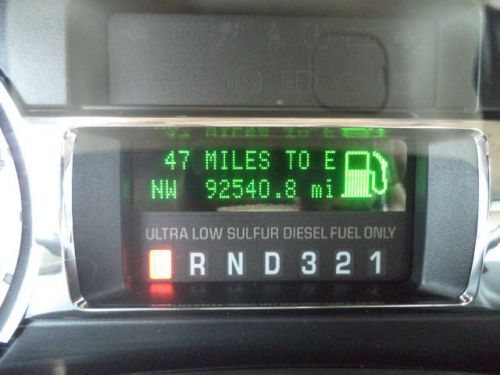 47 MILES TO E
NW 92540.8 mi
ULTRA LOW SULFUR DIESEL FUEL ONLY
P R N D 3 2 1